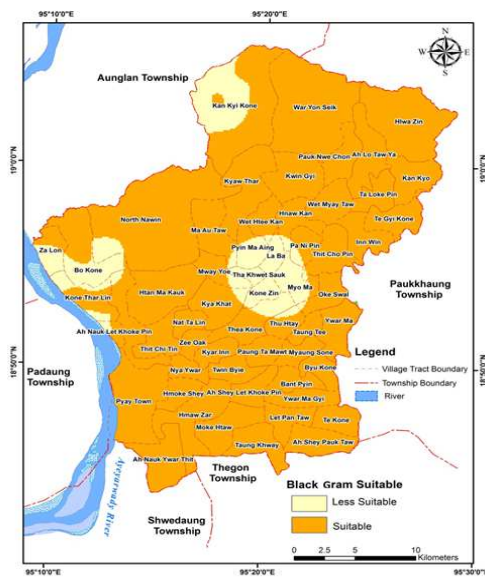 95°10'0"E
95°20'0"E
Aunglan Township
N
W
E
S
Kan Kyi Kone
War Yon Seik
Hlwa Zin
Pauk Nwe Chon
Ah Lu Taw Ya
19°0'0"N
Kyaw Thar
Kwin Gyi
Kan Kyo
Ta Loke Pin
Wet Myay Taw
Hnaw Kan
Te Gyi Kone
North Nawin
Wet Htee Kan
Ma Au Taw
Inn Win
Pyin Ma Aing
Pa Ni Pin
Za Lon
La Ba
Thit Cho Pin
Bo Kone
Mway Yoe
Tha Khwet Sauk
Paukkhaung
Township
Myo Ma
Kone Thar Lin
Htan Ma Kauk
Kone Zin
Oke Swal
Kya Khat
Nat Ta Lin
Thu Htay
Ywar Ma
Ah Nauk Let Khoke Pin
Thea Kone
Taung Tee
Zee Oak
18°50'0"N
Thit Chi Tin
Kyar Inn
Paung Ta Mawt
Myaung Sone
Legend
Village Tract Boundary
Township Boundary
River
Padaung
Township
Nya Ywar
Twin Byie
Byu Kone
Bant Pyin
Hmoke Shey
Ah Shey Let Khoke Pin
Ywar Ma Gyi
Pyay Town
Hmaw Zar
Let Pan Taw
Te Kone
Moke Htaw
Taung Khway
Ah Shey Pauk Taw
Ah Nauk Ywar Thit
Thegon
Township
Ayeyarwady River
Black Gram Suitable
Less Suitable
Suitable
Shwedaung
Township
0 2.5 5 10
Kilometers
95°10'0"E
95°20'0"E
95°30'0"E